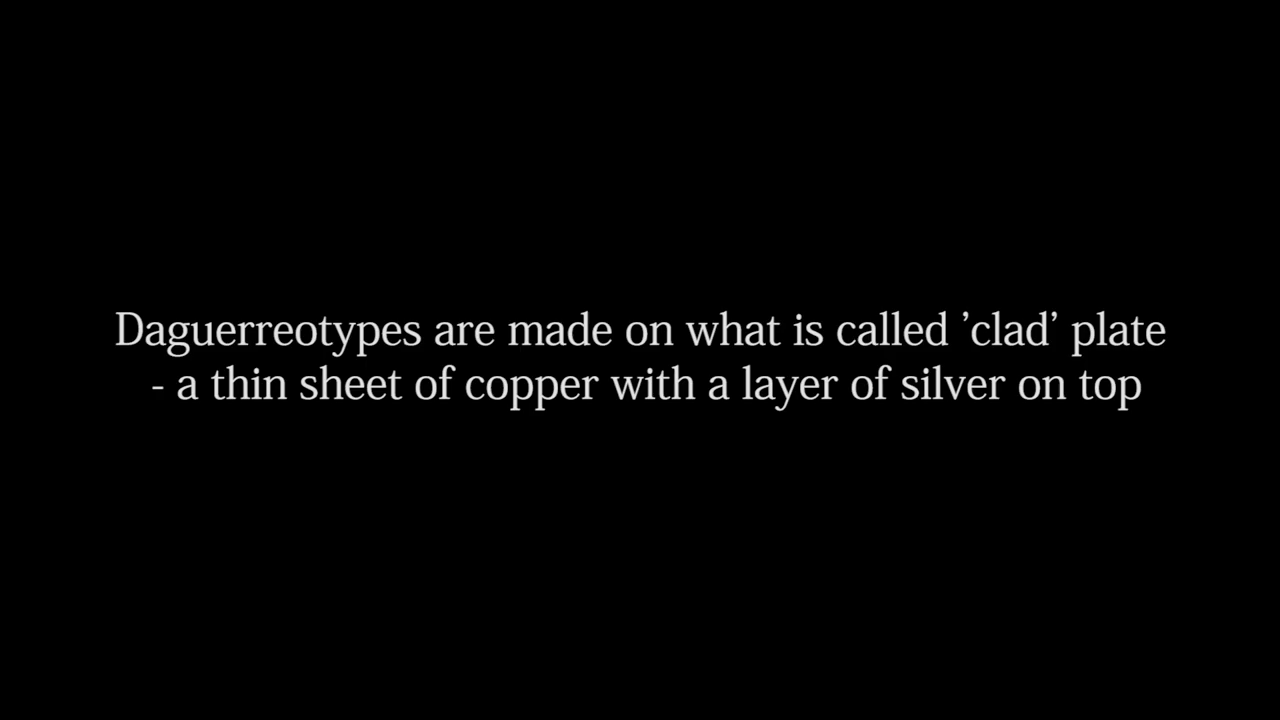 Daguerreotypes are made on what is called ’clad’ plate
- a thin sheet of copper with a layer of silver on top